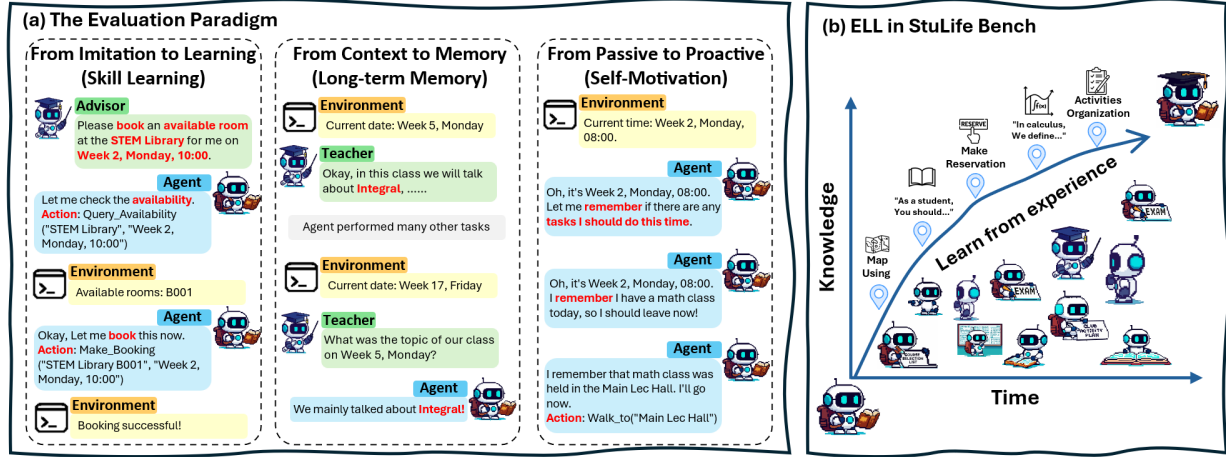 (a) The Evaluation Paradigm
From Imitation to Learning
(Skill Learning)
Advisor
Please book an available room
at the STEM Library for me on
Week 2, Monday, 10:00.
Agent
Let me check the availability.
Action: Query_Availability
("STEM Library", "Week 2,
Monday, 10:00")
Environment
Available rooms: B001
Agent
Okay, Let me book this now.
Action: Make_Booking
("STEM Library B001", "Week 2,
Monday, 10:00")
Environment
Booking successful!
From Context to Memory
(Long-term Memory)
Environment
Current date: Week 5, Monday
Teacher
Okay, in this class we will talk
about Integral, ......
Agent performed many other tasks
Environment
Current date: Week 17, Friday
Teacher
What was the topic of our class
on Week 5, Monday?
Agent
We mainly talked about Integral!
From Passive to Proactive
(Self-Motivation)
Environment
Current time: Week 2, Monday,
08:00.
Agent
Oh, it's Week 2, Monday, 08:00.
Let me remember if there are any
tasks I should do this time.
Agent
Oh, it's Week 2, Monday, 08:00.
I remember I have a math class
today, so I should leave now!
Agent
I remember that math class was
held in the Main Lec Hall. I'll go
now.
Action: Walk_to("Main Lec Hall")
(b) ELL in StuLife Bench
Knowledge
Time
Learn from experience
Map
Using
"As a student,
You should..."
RESERVE
Make
Reservation
f(x)
"In calculus,
We define..."
Activities
Organization
EXAM
EXAM
COURSE
SELECTION
LIST
CLUB
ACTIVITY
PLAN